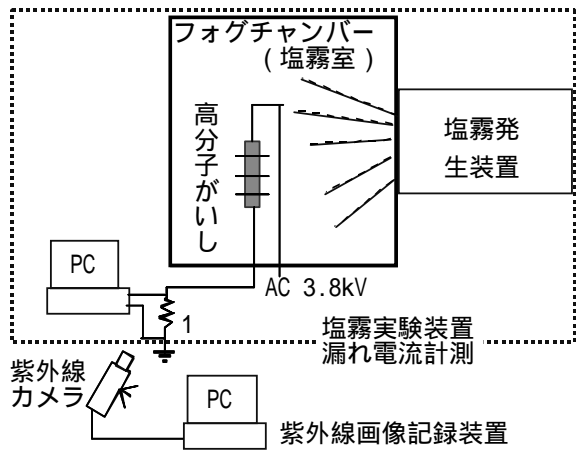 フォグチャンバー
(塩霧室)
高分子がいし
塩霧発
生装置
PC
AC 3.8kV
1
塩霧実験装置
漏れ電流計測
紫外線
カメラ
PC
紫外線画像記録装置